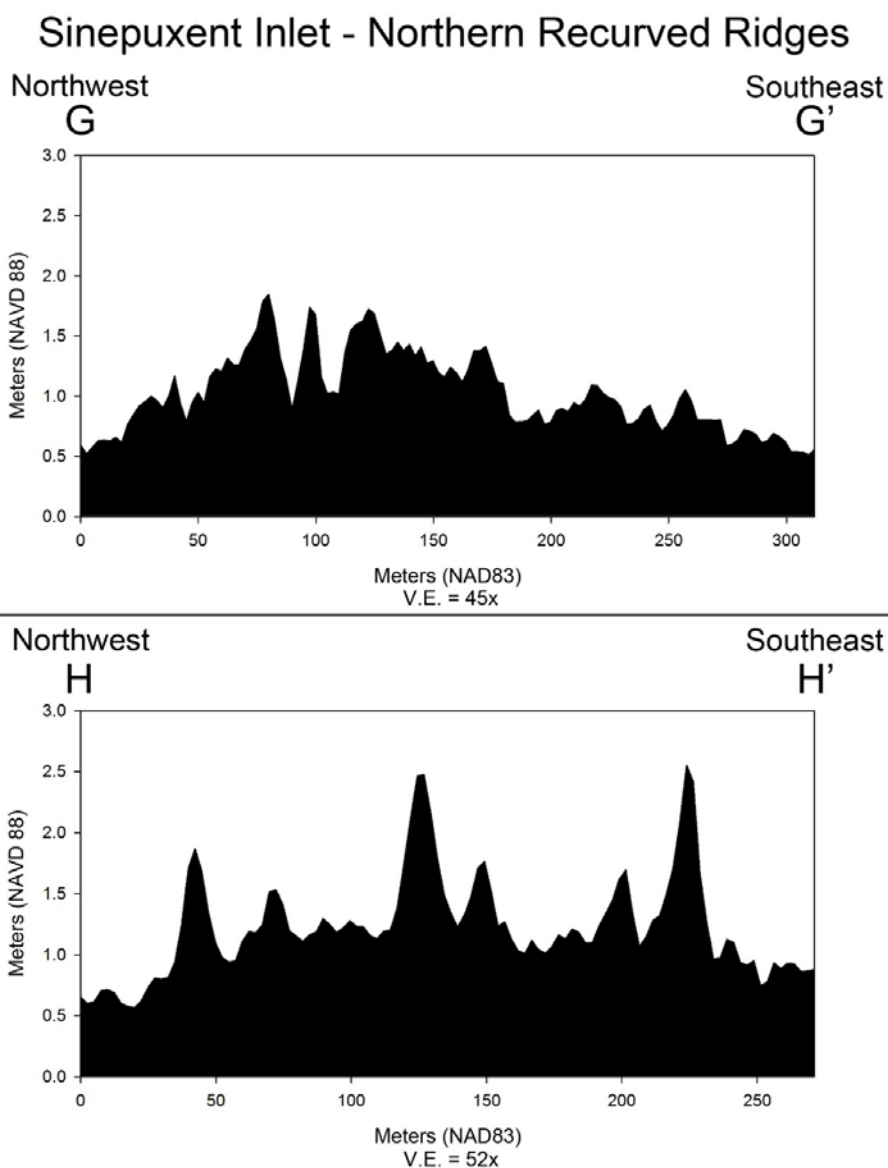 Sinepuxent Inlet - Northern Recurved Ridges
Northwest Southeast
G G’
3.0
2.5
2.0
1.5
1.0
0.5
0.0
Meters (NAVD 88)
0 50 100 150 200 250 300
Meters (NAD83)
V.E. = 45x
Northwest Southeast
H H’
3.0
2.5
2.0
1.5
1.0
0.5
0.0
Meters (NAVD 88)
0 50 100 150 200 250
Meters (NAD83)
V.E. = 52x